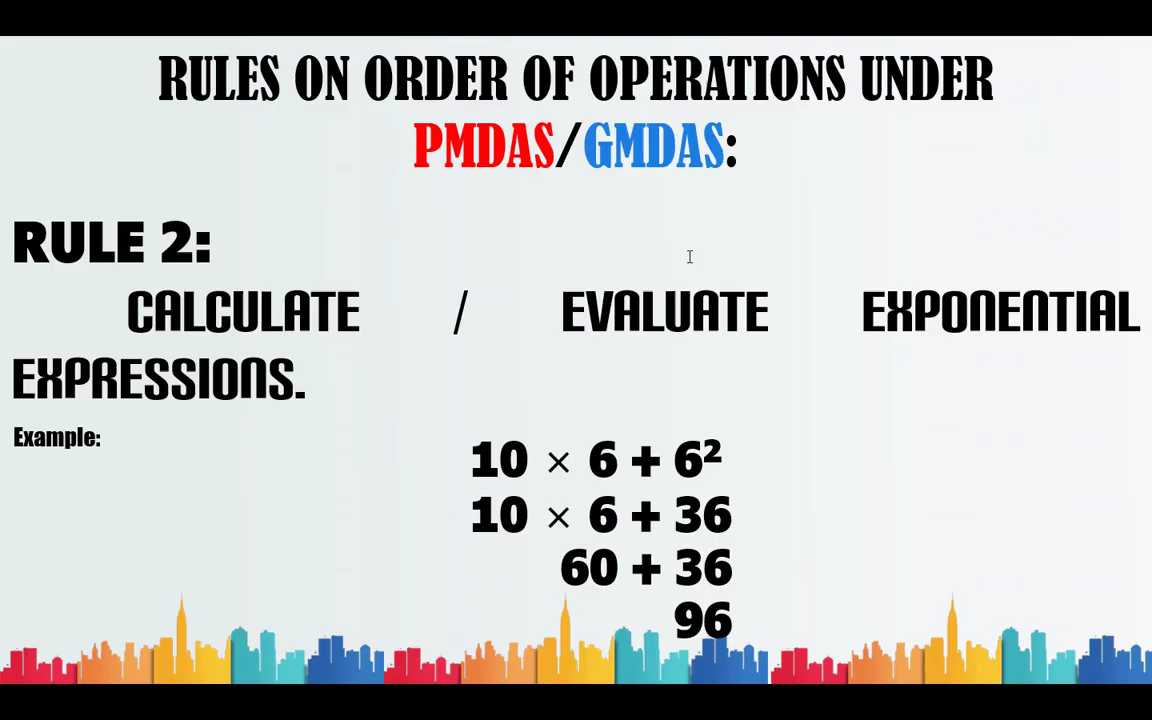 RULES ON ORDER OF OPERATIONS UNDER
PMDAS/GMDAS:
RULE 2:
CALCULATE / EVALUATE EXPONENTIAL
EXPRESSIONS.
Example:
10 × 6 + 6²
10 × 6 + 36
60 + 36
96